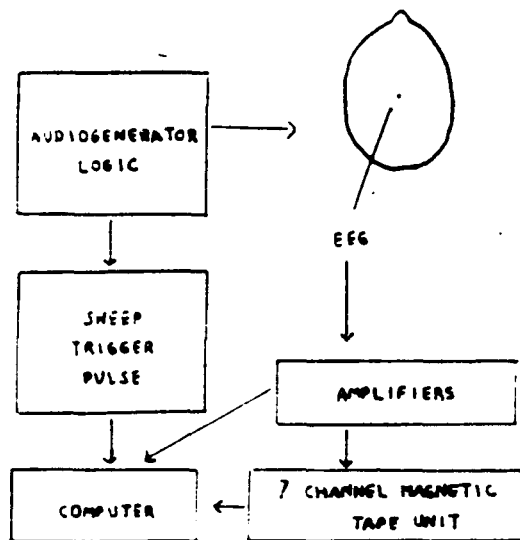 AUDIOGENERATOR
LOGIC
EEG
SWEEP
TRIGGER
PULSE
AMPLIFIERS
COMPUTER
7 CHANNEL MAGNETIC
TAPE UNIT